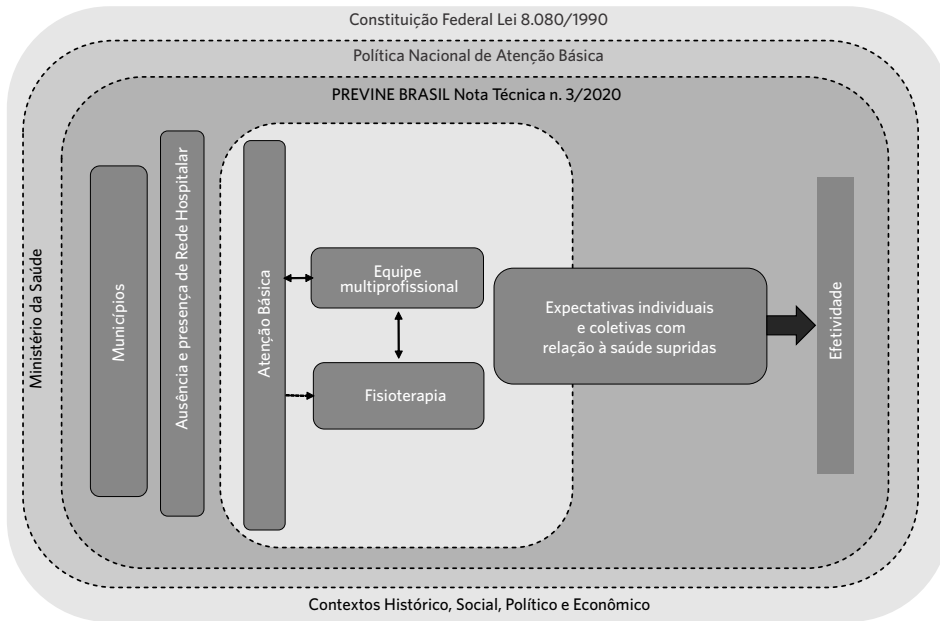 Constituição Federal Lei 8.080/1990
Política Nacional de Atenção Básica
PREVINE BRASIL Nota Técnica n. 3/2020
Ministério da Saúde
Municípios
Ausência e presença de Rede Hospitalar
Atenção Básica
Equipe
multiprofissional
Fisioterapia
Expectativas individuais
e coletivas com
relação à saúde supridas
Efetividade
Contextos Histórico, Social, Político e Econômico